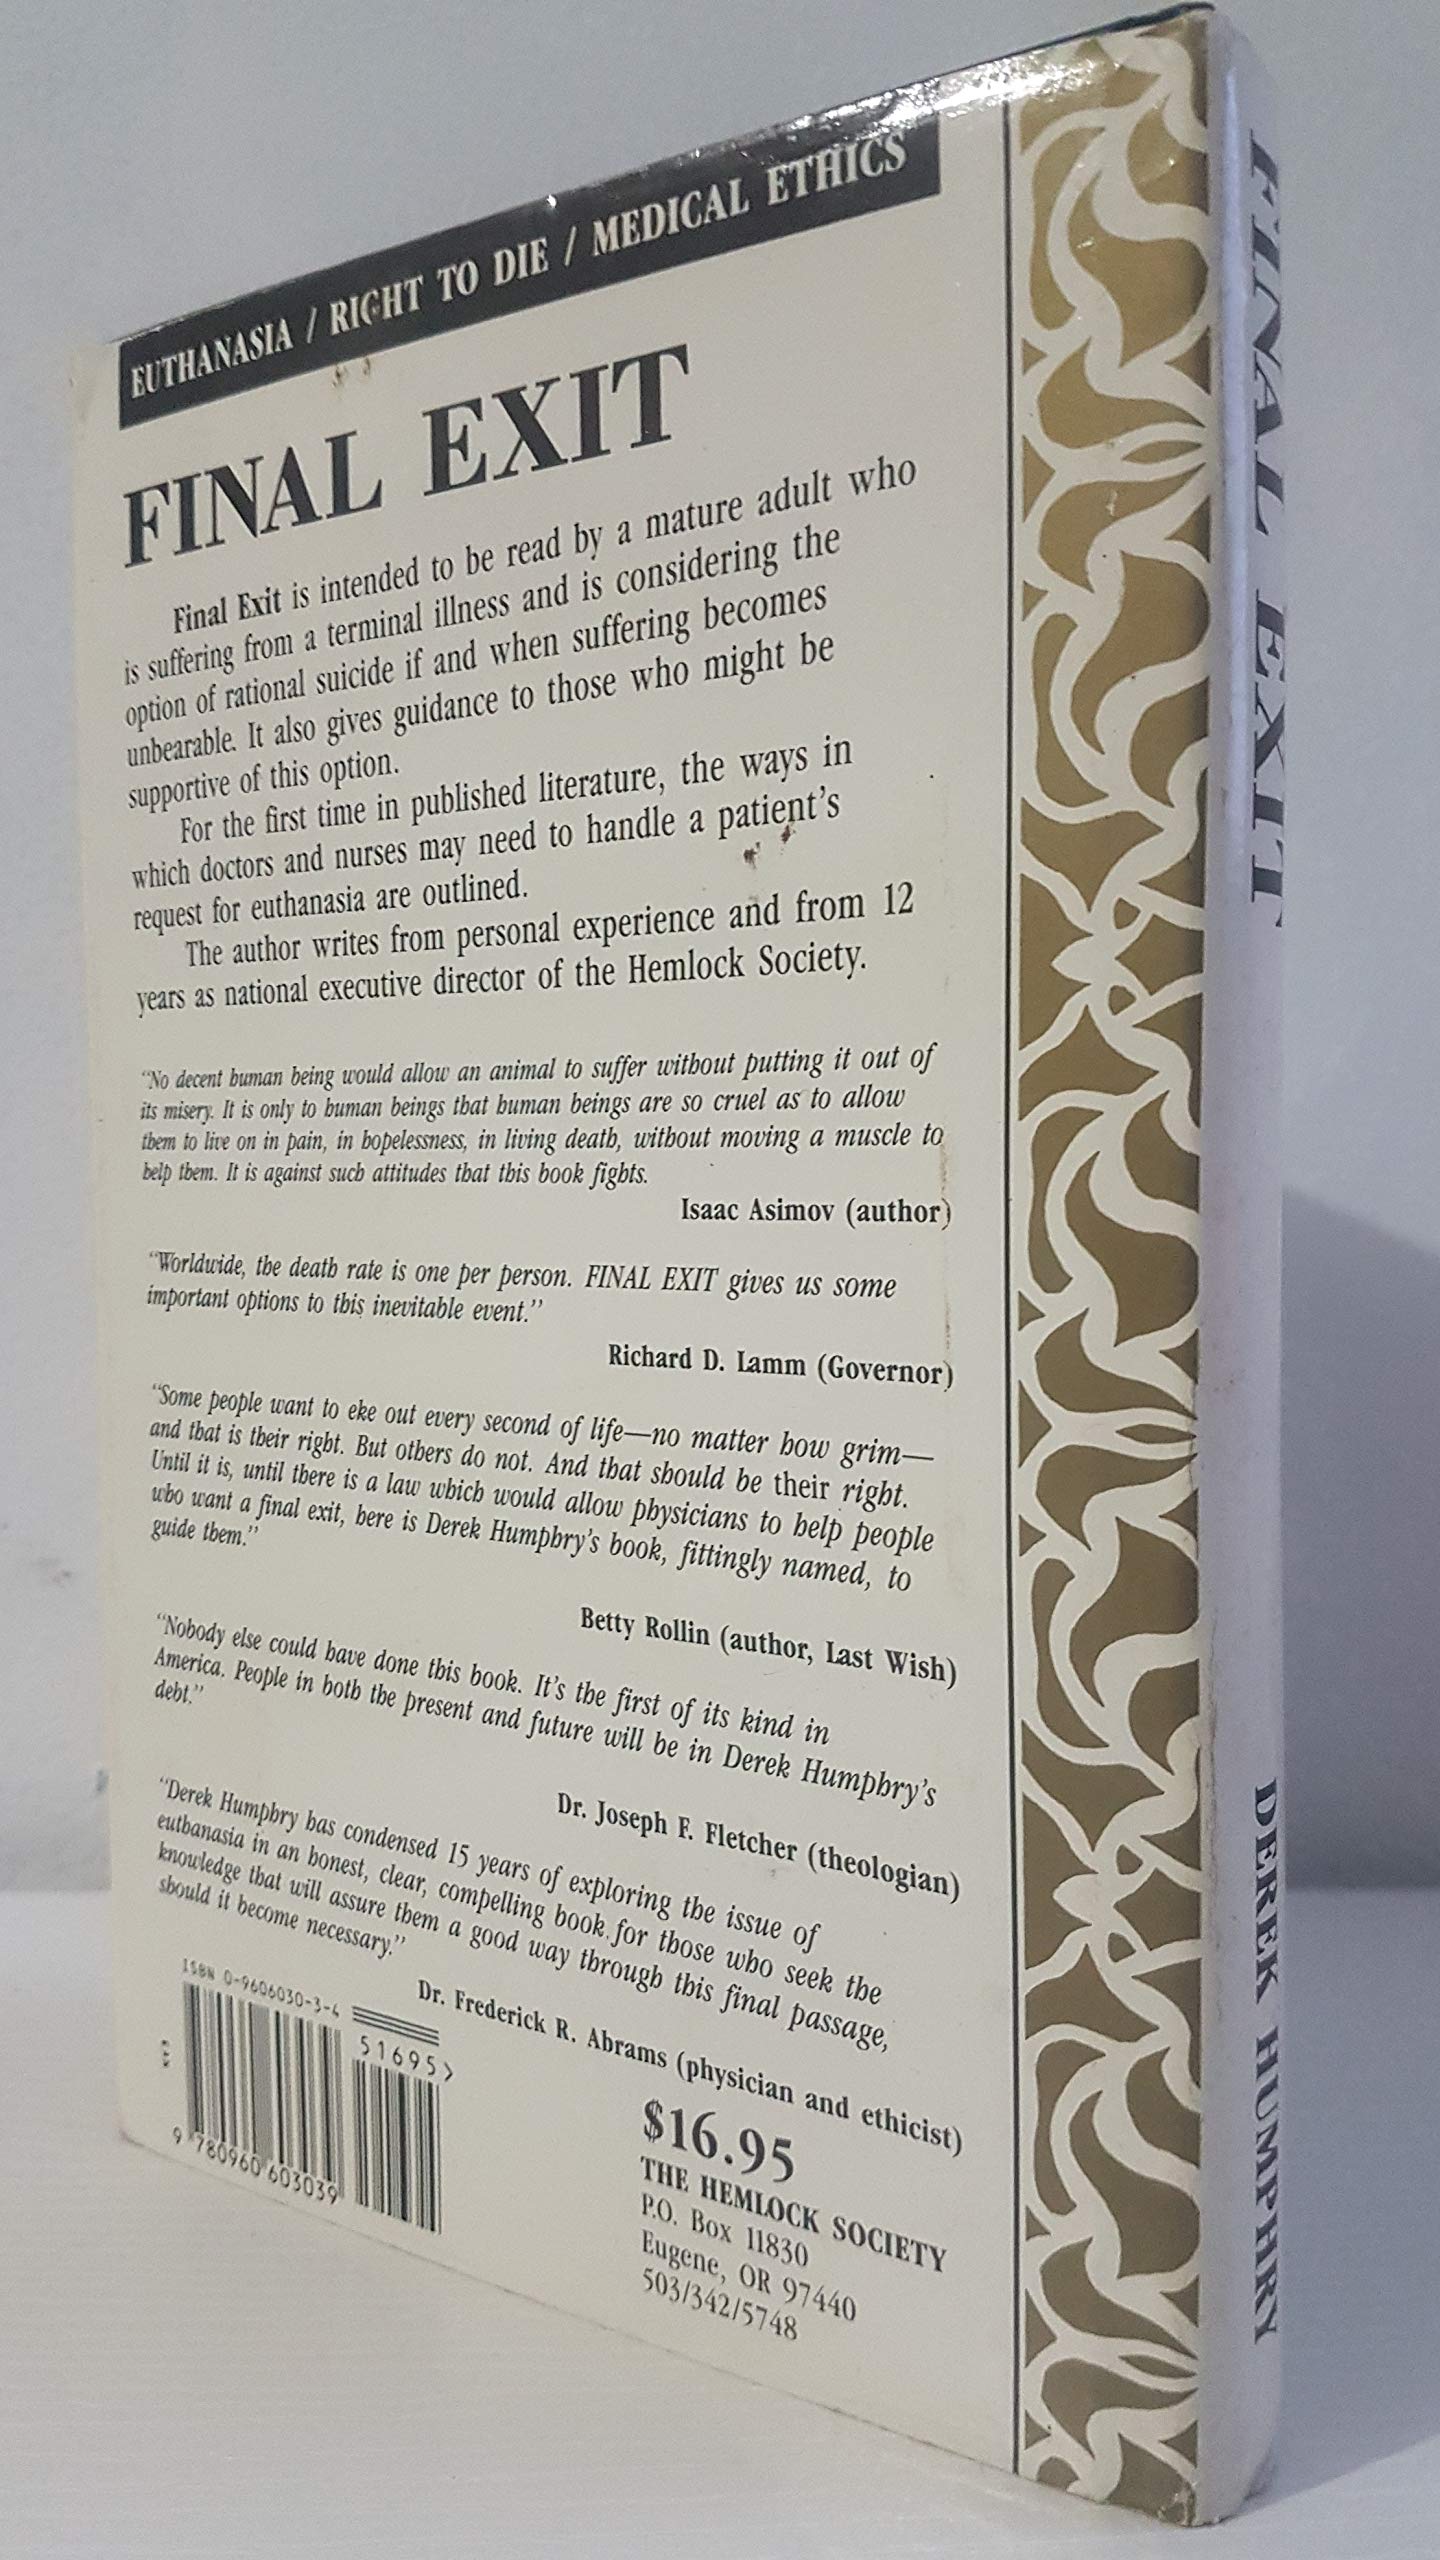 EUTHANASIA / RIGHT TO DIE / MEDICAL ETHICS
FINAL EXIT
Final Exit is intended to be read by a mature adult who
is suffering from a terminal illness and is considering the
option of rational suicide if and when suffering becomes
unbearable. It also gives guidance to those who might be
supportive of this option.
For the first time in published literature, the ways in
which doctors and nurses may need to handle a patient's
request for euthanasia are outlined.
The author writes from personal experience and from 12
years as national executive director of the Hemlock Society.
"No decent human being would allow an animal to suffer without putting it out of
its misery. It is only to human beings that human beings are so cruel as to allow
them to live on in pain, in hopelessness, in living death, without moving a muscle to
help them. It is against such attitudes that this book fights.
Isaac Asimov (author)
"Worldwide, the death rate is one per person. FINAL EXIT gives us some
important options to this inevitable event."
Richard D. Lamm (Governor)
"Some people want to eke out every second of life—no matter how grim—
and that is their right. But others do not. And that should be their right.
Until it is, until there is a law which would allow physicians to help people
who want a final exit, here is Derek Humphry's book, fittingly named, to
guide them."
Betty Rollin (author, Last Wish)
"Nobody else could have done this book. It's the first of its kind in
America. People in both the present and future will be in Derek Humphry's
debt."
Dr. Joseph F. Fletcher (theologian)
"Derek Humphry has condensed 15 years of exploring the issue of
euthanasia in an honest, clear, compelling book for those who seek the
knowledge that will assure them a good way through this final passage,
should it become necessary."
Dr. Frederick R. Abrams (physician and ethicist)
ISBN 0-9606030-3-4
51695>
9 780960 603039
$16.95
THE HEMLOCK SOCIETY
P.O. Box 11830
Eugene, OR 97440
503/342/5748
FINAL EXIT
DEREK HUMPHRY